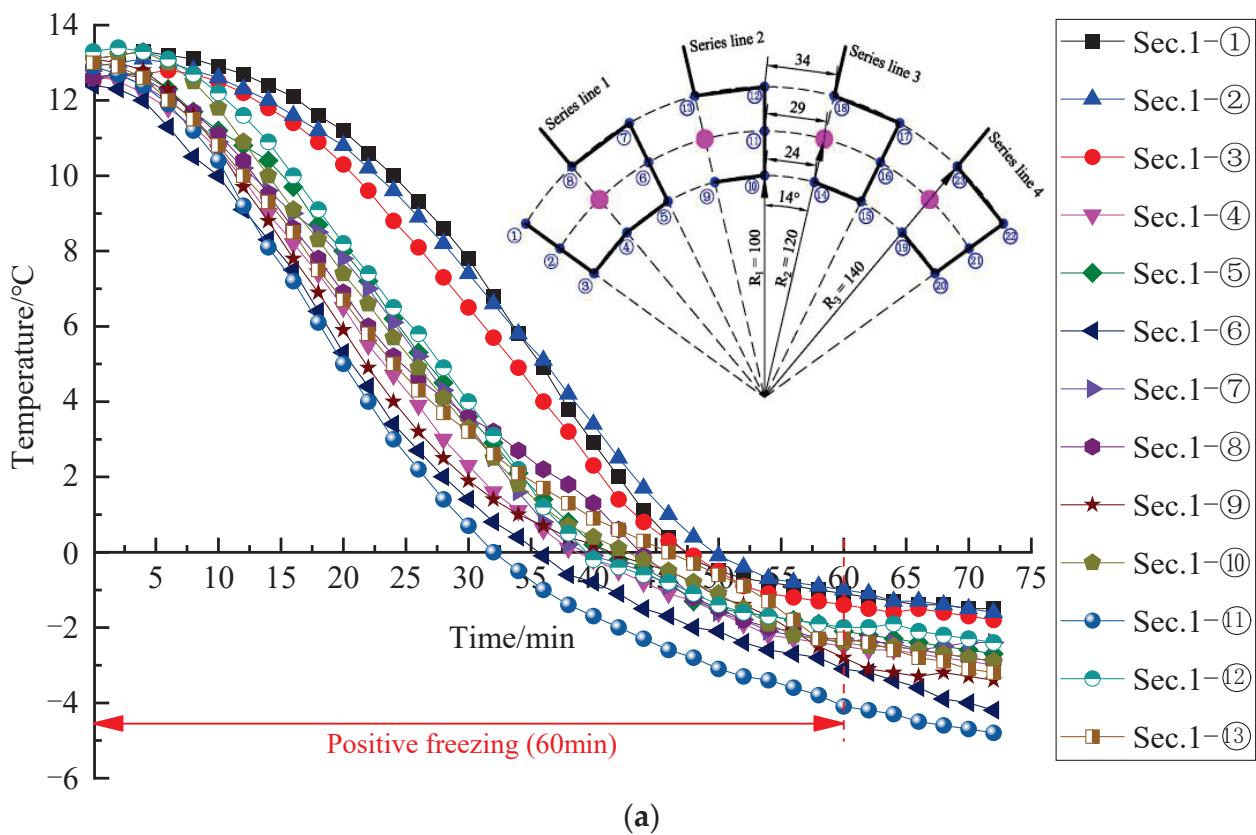 14
12
10
8
6
4
2
0
−2
−4
−6
Temperature/°C
5
10
15
20
25
30
35
40
45
50
55
60
65
70
75
Time/min
Positive freezing (60min)
Series line 1
Series line 2
Series line 3
Series line 4
34
29
24
14°
R₁ = 100
R₂ = 120
R₃ = 140
①
②
③
④
⑤
⑥
⑦
⑧
⑨
⑩
⑪
⑫
⑬
⑭
⑮
⑯
⑰
⑱
⑲
⑳
㉑
㉒
㉓
Sec.1-①
Sec.1-②
Sec.1-③
Sec.1-④
Sec.1-⑤
Sec.1-⑥
Sec.1-⑦
Sec.1-⑧
Sec.1-⑨
Sec.1-⑩
Sec.1-⑪
Sec.1-⑫
Sec.1-⑬
(a)